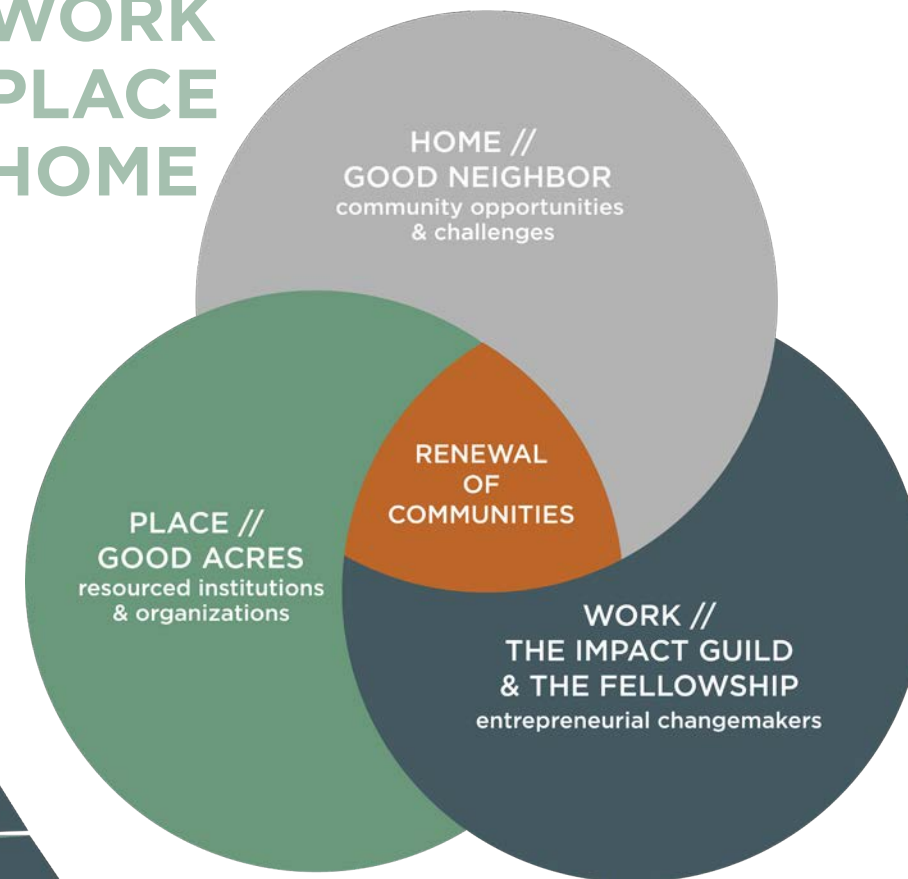 WORK
PLACE
HOME
HOME //
GOOD NEIGHBOR
community opportunities
& challenges
RENEWAL
OF
COMMUNITIES
PLACE //
GOOD ACRES
resourced institutions
& organizations
WORK //
THE IMPACT GUILD
& THE FELLOWSHIP
entrepreneurial changemakers